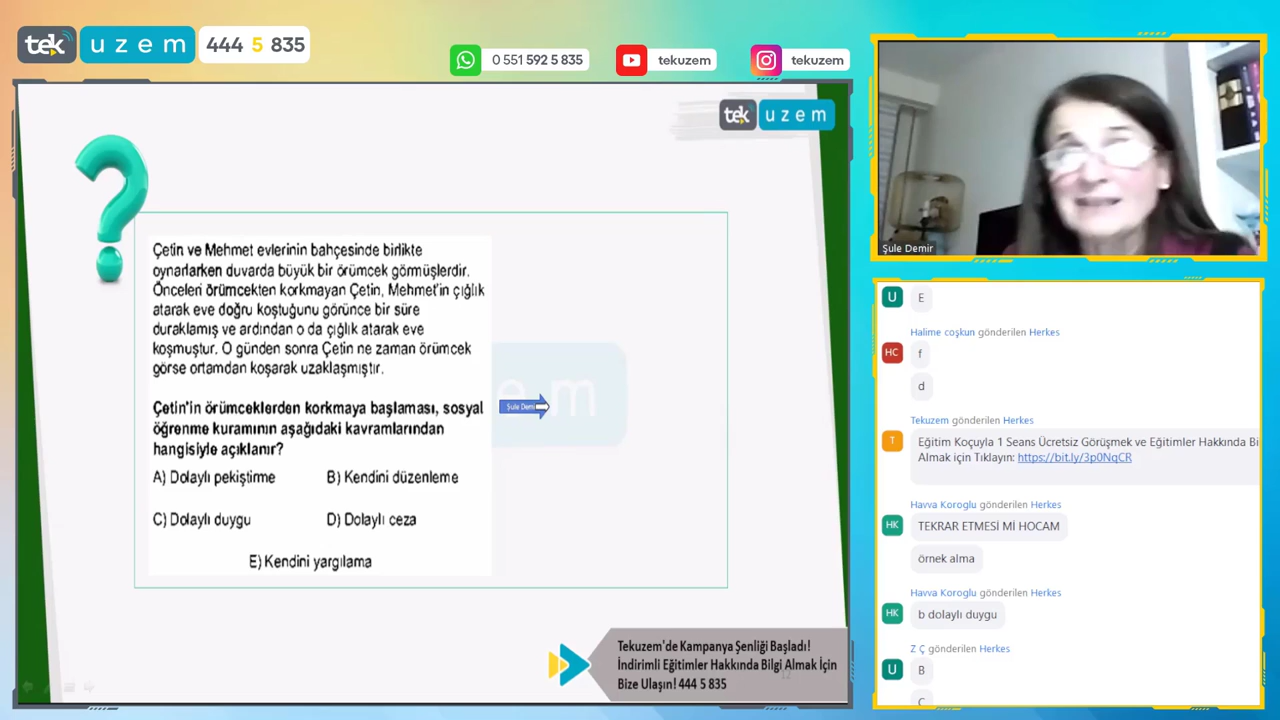 tek uzem 444 5 835
0 551 592 5 835
tekuzem
tekuzem
tek uzem
Çetin ve Mehmet evlerinin bahçesinde birlikte
oynarlarken duvarda büyük bir örümcek görmüşlerdir.
Önceleri örümcekten korkmayan Çetin, Mehmet'in çığlık
atarak eve doğru koştuğunu görünce bir süre
duraklamış ve ardından o da çığlık atarak eve
koşmuştur. O günden sonra Çetin ne zaman örümcek
görse ortamdan koşarak uzaklaşmıştır.
Çetin'in örümceklerden korkmaya başlaması, sosyal
öğrenme kuramının aşağıdaki kavramlarından
hangisiyle açıklanır?
A) Dolaylı pekiştirme B) Kendini düzenleme
C) Dolaylı duygu D) Dolaylı ceza
E) Kendini yargılama
em
Şule Demi
Tekuzem'de Kampanya Şenliği Başladı!
İndirimli Eğitimler Hakkında Bilgi Almak İçin
Bize Ulaşın! 444 5 835
12
Şule Demir
U E
Halime coşkun gönderilen Herkes
HC f
d
Tekuzem gönderilen Herkes
T Eğitim Koçuyla 1 Seans Ücretsiz Görüşmek ve Eğitimler Hakkında Bi
Almak için Tıklayın: https://bit.ly/3p0NqCR
Havva Koroglu gönderilen Herkes
HK TEKRAR ETMESİ Mİ HOCAM
örnek alma
Havva Koroglu gönderilen Herkes
HK b dolaylı duygu
Z Ç gönderilen Herkes
U B
C